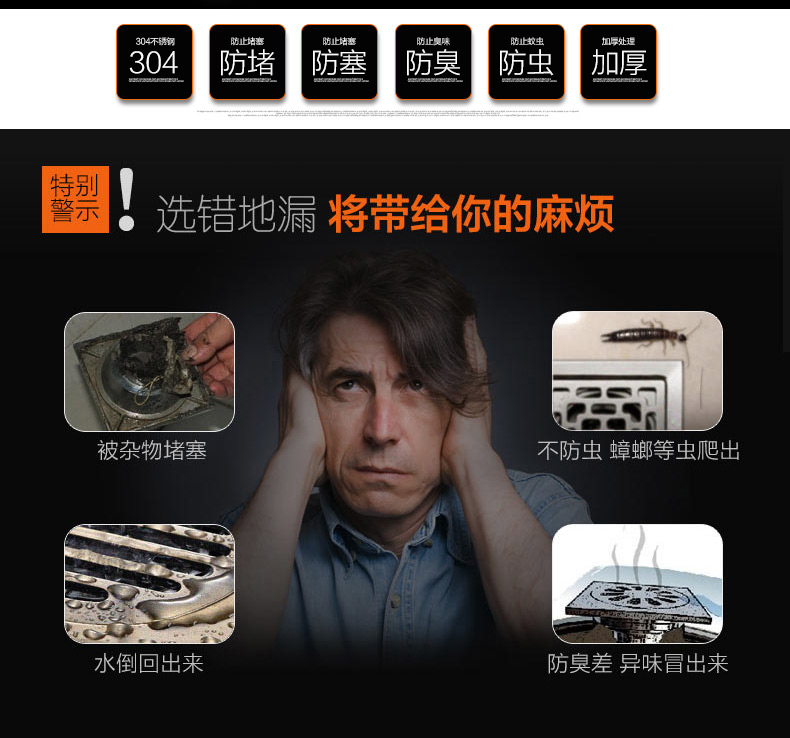 304不锈钢
304
防止堵塞
防堵
防止堵塞
防塞
防止臭味
防臭
防止蚊虫
防虫
加厚处理
加厚
特别
警示
!
选错地漏 将带给你的麻烦
被杂物堵塞
不防虫 蟑螂等虫爬出
水倒回出来
防臭差 异味冒出来